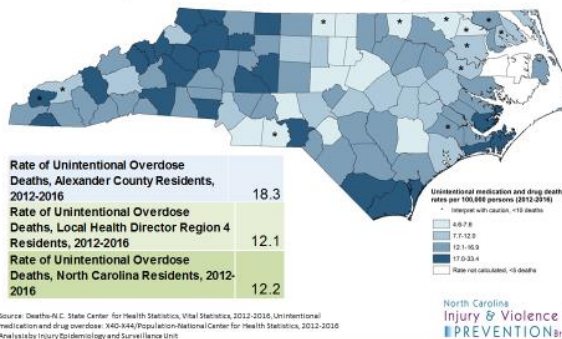 Rate of Unintentional Overdose
Deaths, Alexander County Residents,
2012-2016
18.3
Rate of Unintentional Overdose
Deaths, Local Health Director Region 4
Residents, 2012-2016
12.1
Rate of Unintentional Overdose
Deaths, North Carolina Residents, 2012-
2016
12.2
Unintentional medication and drug death
rates per 100,000 persons (2012-2016)
* Interpret with caution, <10 deaths
4.6-7.6
7.7-12.0
12.1-16.9
17.0-33.4
Rate not calculated, <5 deaths
Source: Deaths-N.C. State Center for Health Statistics, Vital Statistics, 2012-2016, Unintentional
medication and drug overdose: X40-X44/Population-National Center for Health Statistics, 2012-2016
Analysis by Injury Epidemiology and Surveillance Unit
North Carolina
Injury & Violence
PREVENTION Br